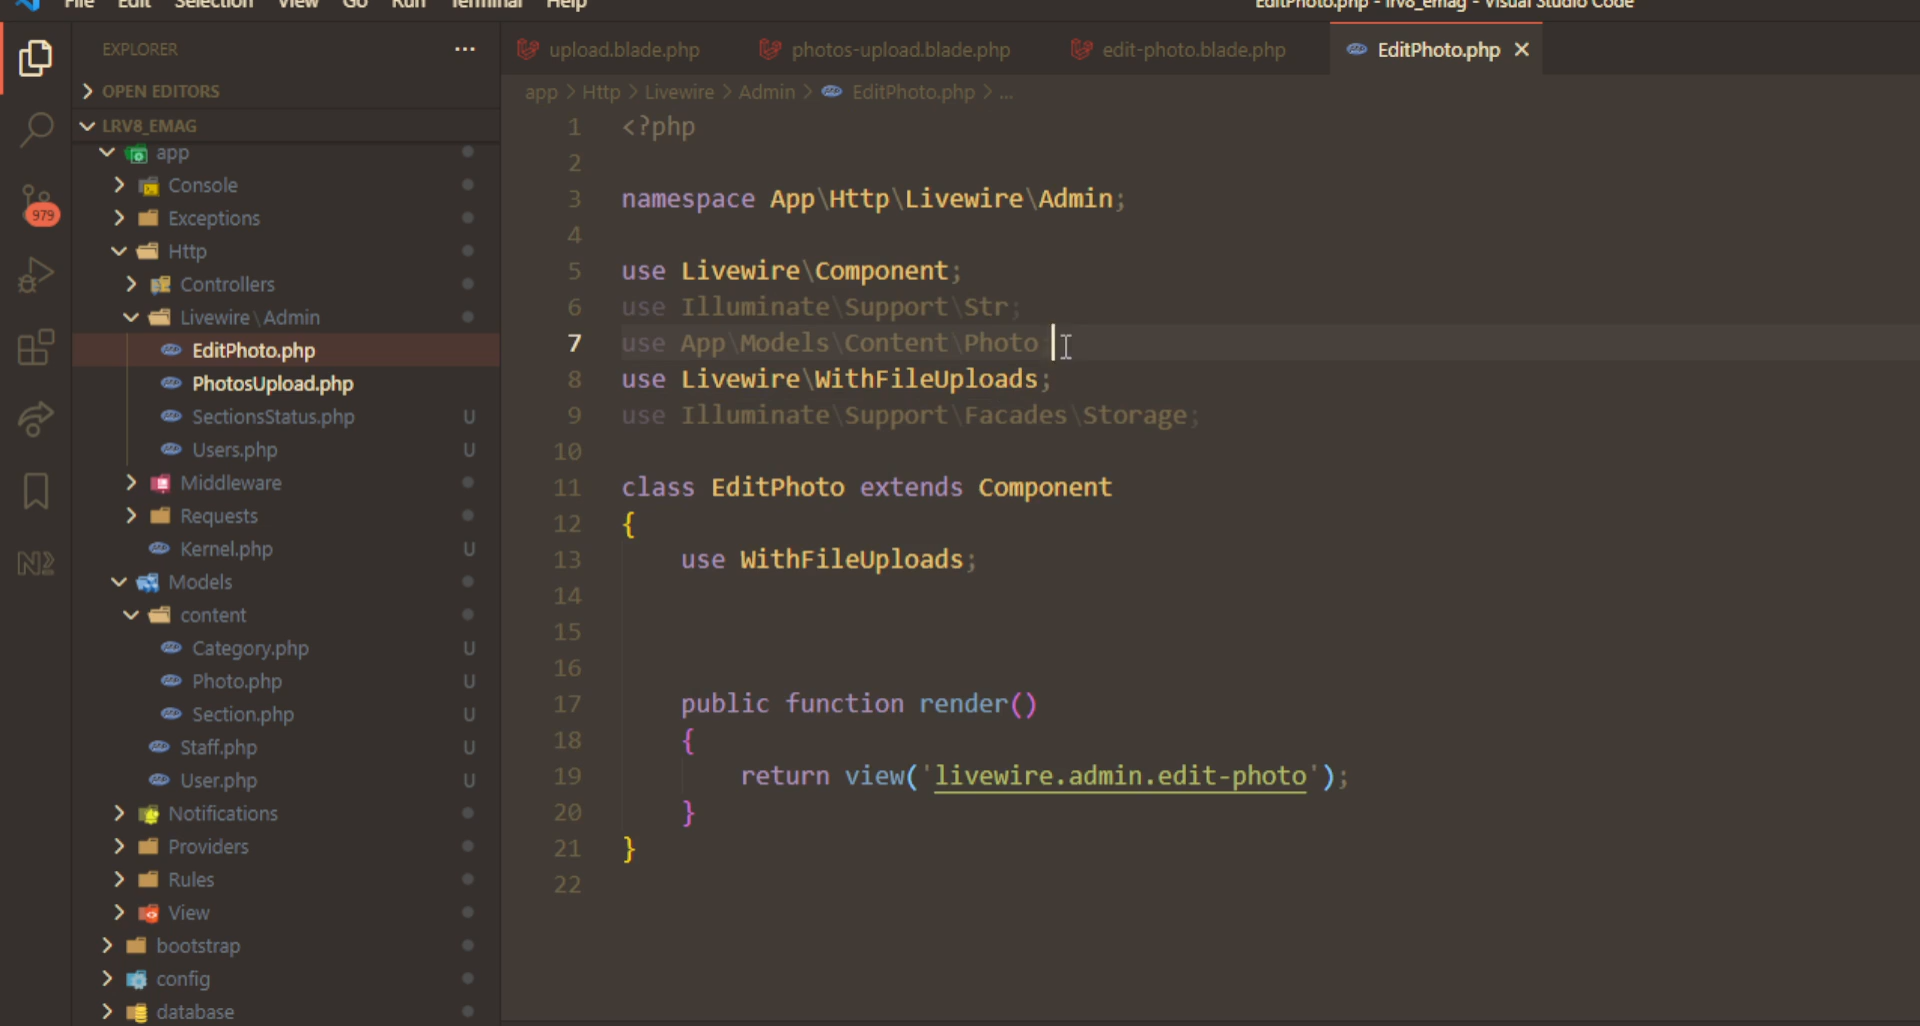 File Edit Selection View Go Run Terminal Help
EditPhoto.php - lrv8_emag - Visual Studio Code
EXPLORER
OPEN EDITORS
LRV8_EMAG
app
Console
Exceptions
Http
Controllers
Livewire\Admin
EditPhoto.php
PhotosUpload.php
SectionsStatus.php U
Users.php U
Middleware
Requests
Kernel.php U
Models
content
Category.php U
Photo.php U
Section.php U
Staff.php U
User.php U
Notifications
Providers
Rules
View
bootstrap
config
database
979
upload.blade.php photos-upload.blade.php edit-photo.blade.php EditPhoto.php
app > Http > Livewire > Admin > EditPhoto.php > ...
1 <?php
2
3 namespace App\Http\Livewire\Admin;
4
5 use Livewire\Component;
6 use Illuminate\Support\Str;
7 use App\Models\Content\Photo;
8 use Livewire\WithFileUploads;
9 use Illuminate\Support\Facades\Storage;
10
11 class EditPhoto extends Component
12 {
13 use WithFileUploads;
14
15
16
17 public function render()
18 {
19 return view('livewire.admin.edit-photo');
20 }
21 }
22